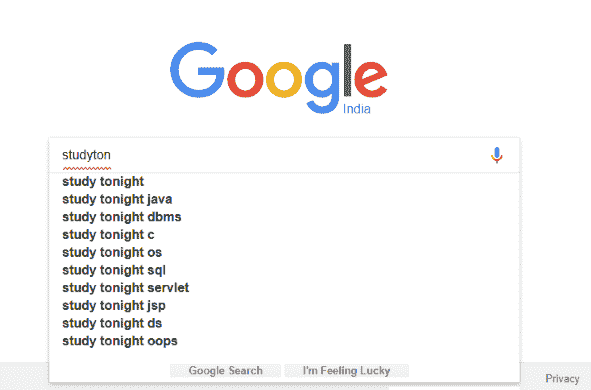 Google
India
studyton
study tonight
study tonight java
study tonight dbms
study tonight c
study tonight os
study tonight sql
study tonight servlet
study tonight jsp
study tonight ds
study tonight oops
Google Search I'm Feeling Lucky
Privacy